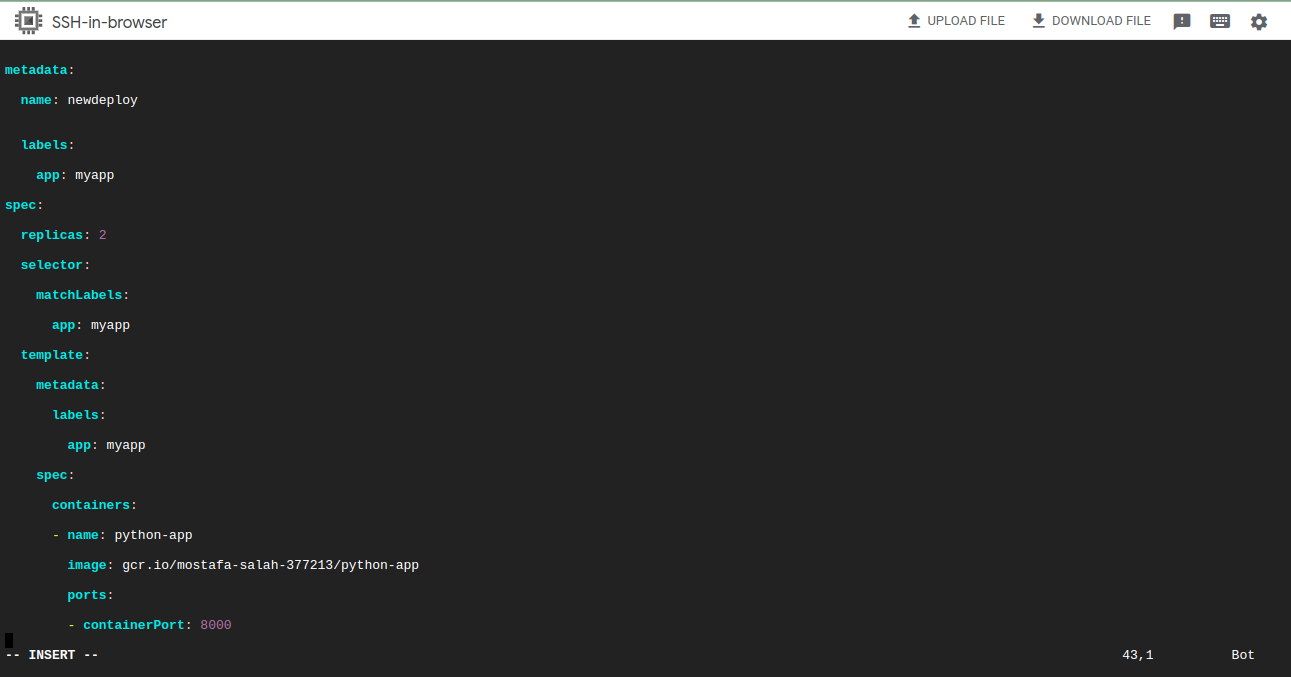 SSH-in-browser UPLOAD FILE DOWNLOAD FILE
metadata:
  name: newdeploy
  labels:
    app: myapp
spec:
  replicas: 2
  selector:
    matchLabels:
      app: myapp
  template:
    metadata:
      labels:
        app: myapp
    spec:
      containers:
      - name: python-app
        image: gcr.io/mostafa-salah-377213/python-app
        ports:
        - containerPort: 8000
-- INSERT -- 43,1 Bot